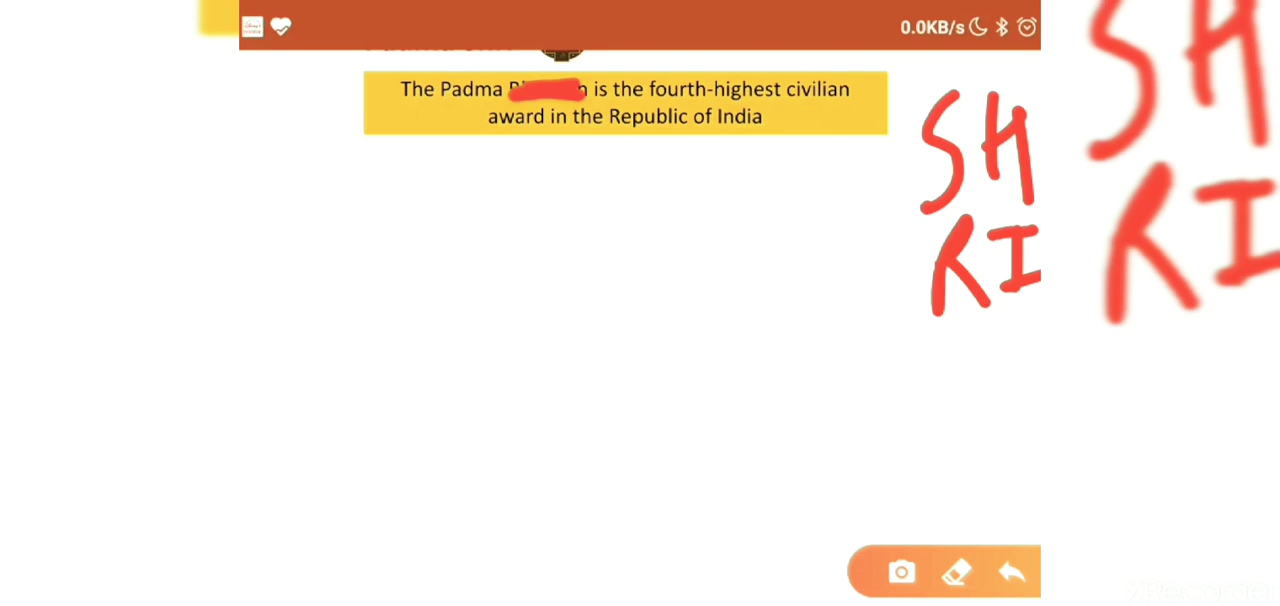 0.0KB/s
The Padma is the fourth-highest civilian
award in the Republic of India
SH
RI
SH
RI